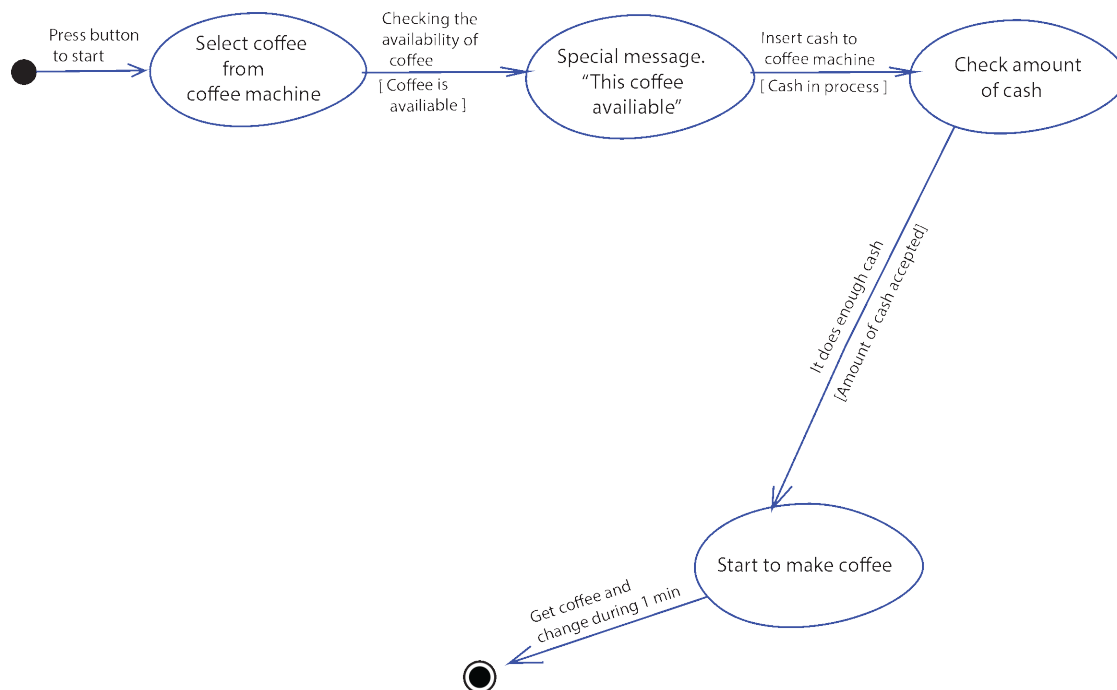 Press button
to start
Select coffee
from
coffee machine
Checking the
availability of
coffee
[ Coffee is
availiable ]
Special message.
“This coffee
availiable”
Insert cash to
coffee machine
[ Cash in process ]
Check amount
of cash
It does enough cash
[Amount of cash accepted]
Start to make coffee
Get coffee and
change during 1 min